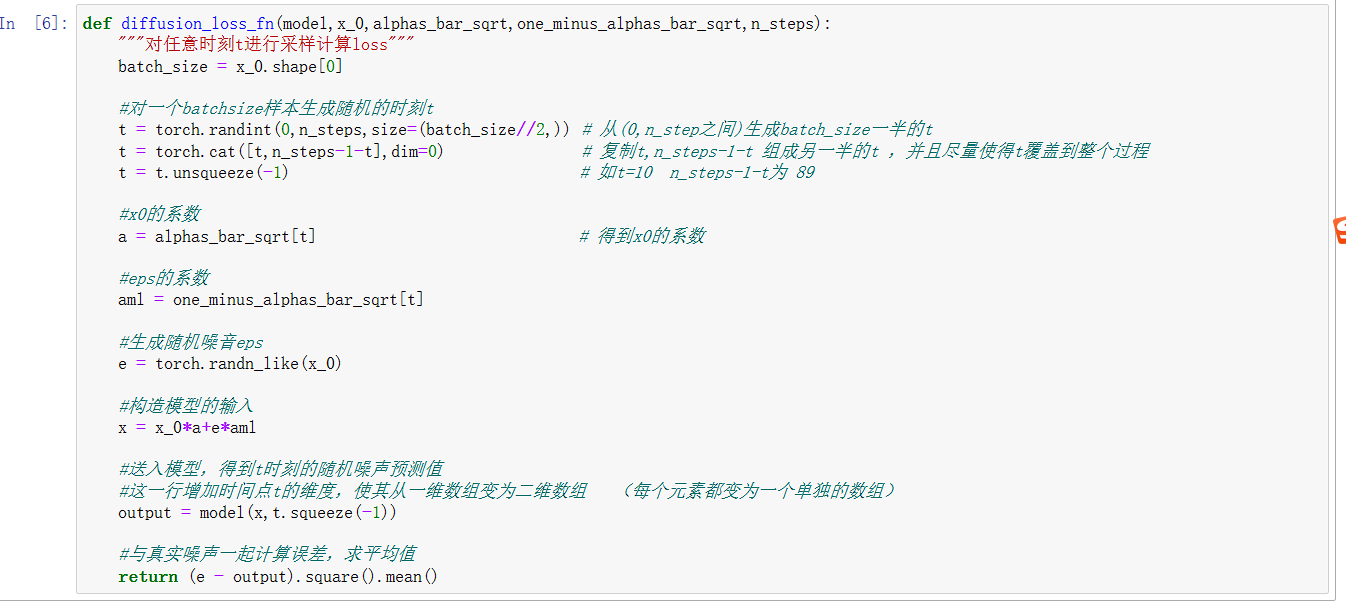 In [6]: def diffusion_loss_fn(model,x_0,alphas_bar_sqrt,one_minus_alphas_bar_sqrt,n_steps):
"""对任意时刻t进行采样计算loss"""
batch_size = x_0.shape[0]
#对一个batchsize样本生成随机的时刻t
t = torch.randint(0,n_steps,size=(batch_size//2,)) # 从(0,n_step之间)生成batch_size一半的t
t = torch.cat([t,n_steps-1-t],dim=0) # 复制t,n_steps-1-t 组成另一半的t ，并且尽量使得t覆盖到整个过程
t = t.unsqueeze(-1) # 如t=10 n_steps-1-t为 89
#x0的系数
a = alphas_bar_sqrt[t] # 得到x0的系数
#eps的系数
aml = one_minus_alphas_bar_sqrt[t]
#生成随机噪音eps
e = torch.randn_like(x_0)
#构造模型的输入
x = x_0*a+e*aml
#送入模型，得到t时刻的随机噪声预测值
#这一行增加时间点t的维度，使其从一维数组变为二维数组 （每个元素都变为一个单独的数组）
output = model(x,t.squeeze(-1))
#与真实噪声一起计算误差，求平均值
return (e - output).square().mean()